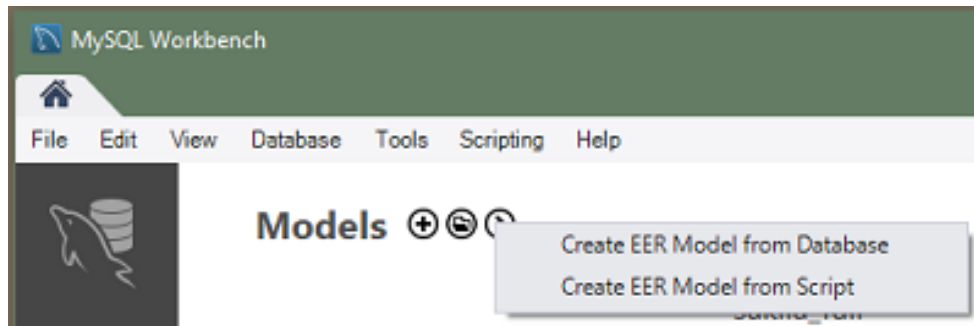 MySQL Workbench
File Edit View Database Tools Scripting Help
Models
Create EER Model from Database
Create EER Model from Script